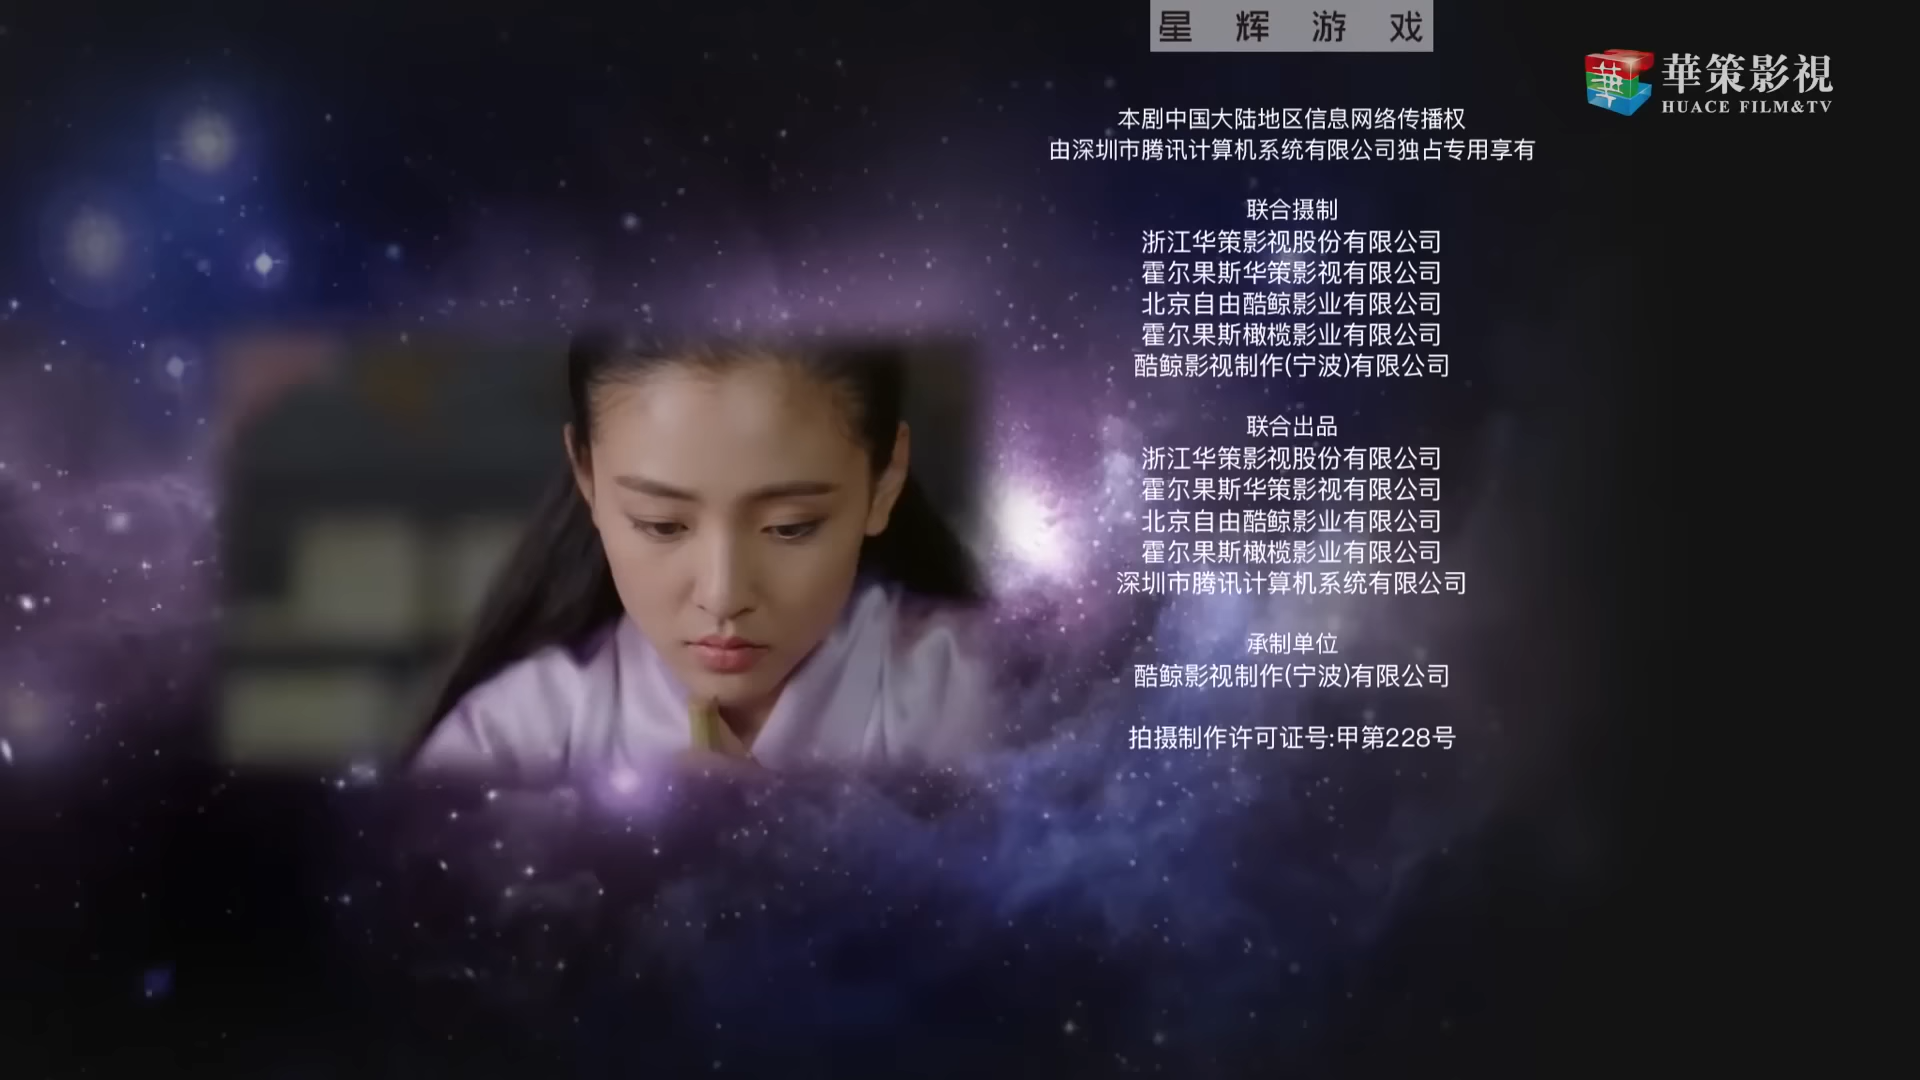 星辉游戏
華策影視
HUACE FILM&TV
本剧中国大陆地区信息网络传播权
由深圳市腾讯计算机系统有限公司独占专用享有
联合摄制
浙江华策影视股份有限公司
霍尔果斯华策影视有限公司
北京自由酷鲸影业有限公司
霍尔果斯橄榄影业有限公司
酷鲸影视制作(宁波)有限公司
联合出品
浙江华策影视股份有限公司
霍尔果斯华策影视有限公司
北京自由酷鲸影业有限公司
霍尔果斯橄榄影业有限公司
深圳市腾讯计算机系统有限公司
承制单位
酷鲸影视制作(宁波)有限公司
拍摄制作许可证号:甲第228号